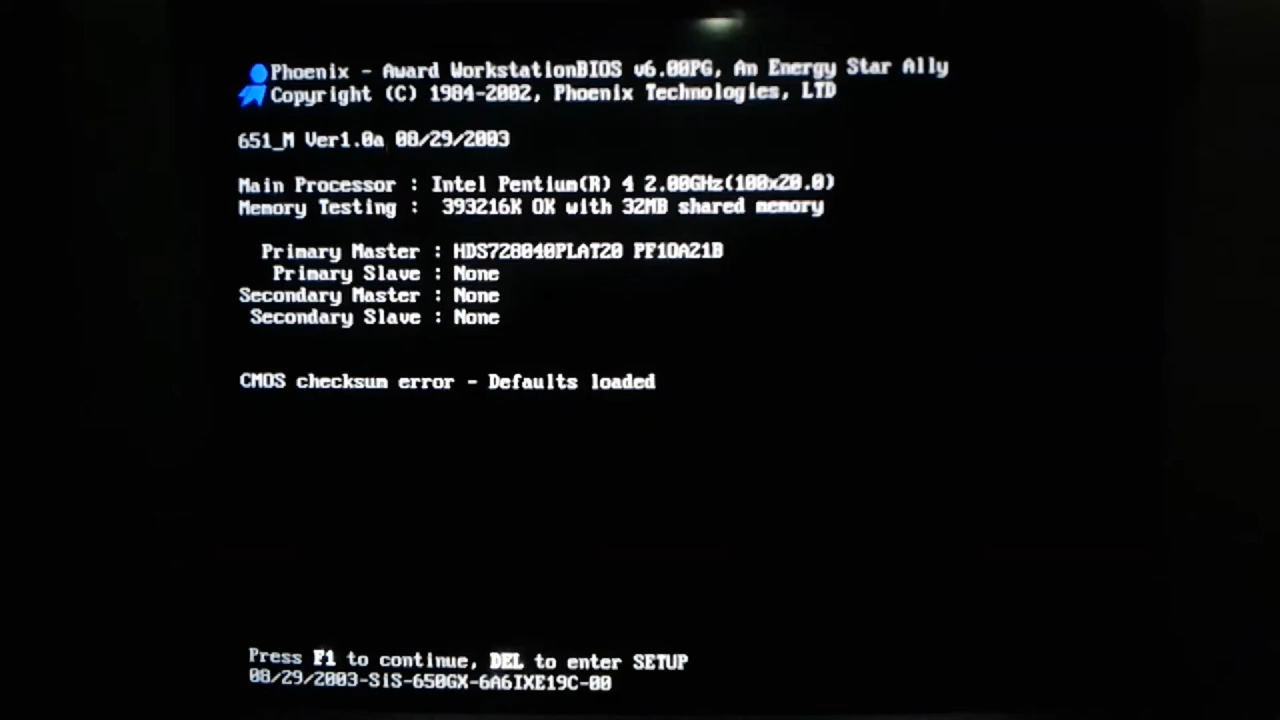 Phoenix - Award WorkstationBIOS v6.00PG, An Energy Star Ally
Copyright (C) 1984-2002, Phoenix Technologies, LTD
651_M Ver1.0a 08/29/2003
Main Processor : Intel Pentium(R) 4 2.00GHz(100x20.0)
Memory Testing : 393216K OK with 32MB shared memory
Primary Master : HDS728040PLAT20 PF1OA21B
Primary Slave : None
Secondary Master : None
Secondary Slave : None
CMOS checksum error - Defaults loaded
Press F1 to continue, DEL to enter SETUP
08/29/2003-SiS-650GX-6A6IXE19C-00